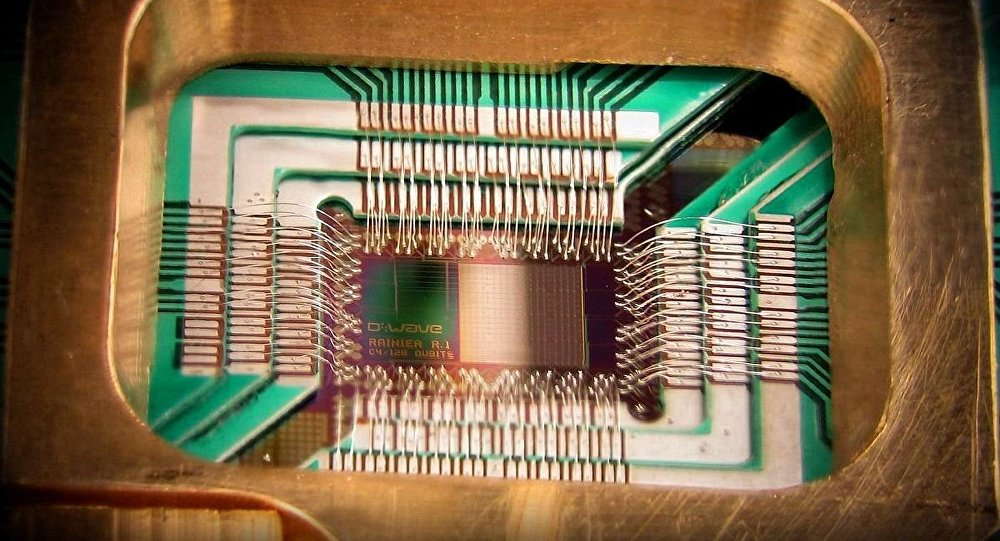 D:wave
RAINIER R.1
C4/128 QUBITS